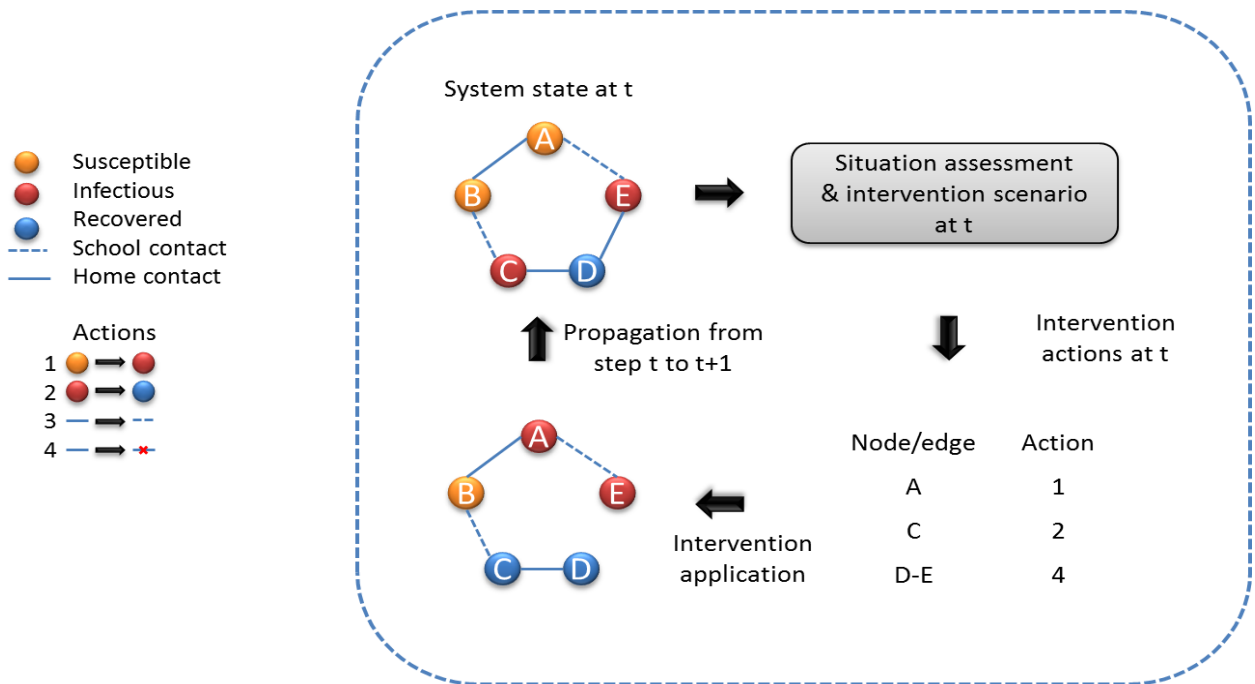 Susceptible
Infectious
Recovered
School contact
Home contact
Actions
1
2
3
4
System state at t
A
B
E
C
D
Situation assessment
& intervention scenario
at t
Intervention
actions at t
Node/edge Action
A 1
C 2
D-E 4
Intervention
application
A
B
E
C
D
Propagation from
step t to t+1